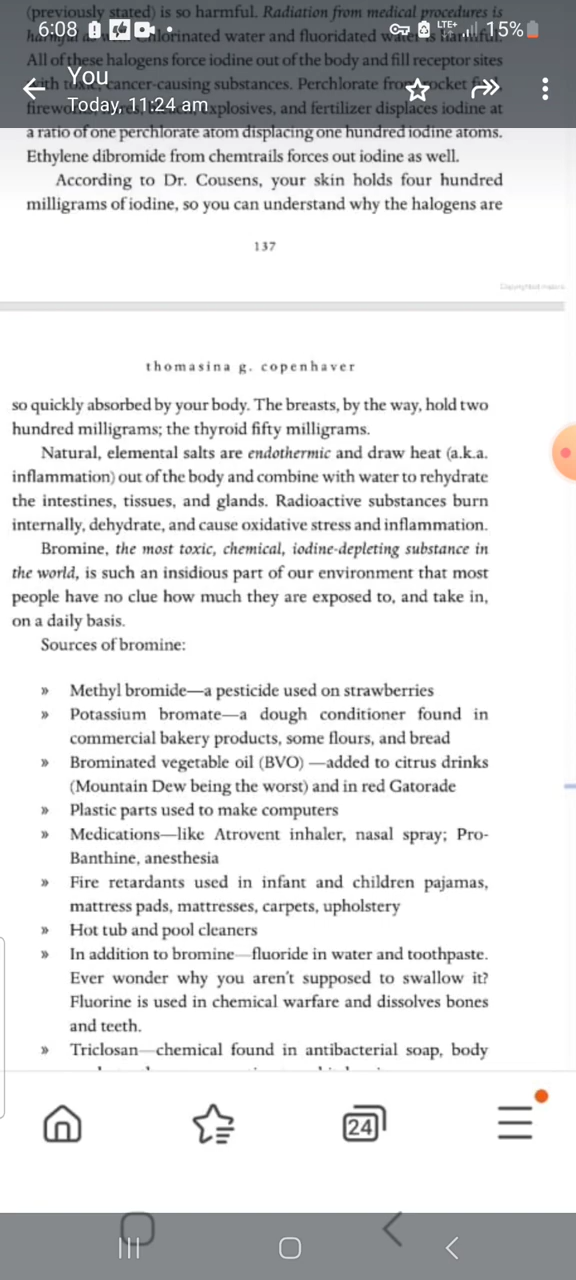 (previously stated) is so harmful. Radiation from medical procedures is
6:08 LTE+ 15%
chlorinated water and fluoridated water is harmful.
All of these halogens force iodine out of the body and fill receptor sites
You
cancer-causing substances. Perchlorate from rocket
Today, 11:24 am
explosives, and fertilizer displaces iodine at
a ratio of one perchlorate atom displacing one hundred iodine atoms.
Ethylene dibromide from chemtrails forces out iodine as well.
According to Dr. Cousens, your skin holds four hundred
milligrams of iodine, so you can understand why the halogens are
137
thomasina g. copenhaver
so quickly absorbed by your body. The breasts, by the way, hold two
hundred milligrams; the thyroid fifty milligrams.
Natural, elemental salts are endothermic and draw heat (a.k.a.
inflammation) out of the body and combine with water to rehydrate
the intestines, tissues, and glands. Radioactive substances burn
internally, dehydrate, and cause oxidative stress and inflammation.
Bromine, the most toxic, chemical, iodine-depleting substance in
the world, is such an insidious part of our environment that most
people have no clue how much they are exposed to, and take in,
on a daily basis.
Sources of bromine:
» Methyl bromide—a pesticide used on strawberries
» Potassium bromate—a dough conditioner found in
commercial bakery products, some flours, and bread
» Brominated vegetable oil (BVO) —added to citrus drinks
(Mountain Dew being the worst) and in red Gatorade
» Plastic parts used to make computers
» Medications—like Atrovent inhaler, nasal spray; Pro-
Banthine, anesthesia
» Fire retardants used in infant and children pajamas,
mattress pads, mattresses, carpets, upholstery
» Hot tub and pool cleaners
» In addition to bromine—fluoride in water and toothpaste.
Ever wonder why you aren't supposed to swallow it?
Fluorine is used in chemical warfare and dissolves bones
and teeth.
» Triclosan—chemical found in antibacterial soap, body
24